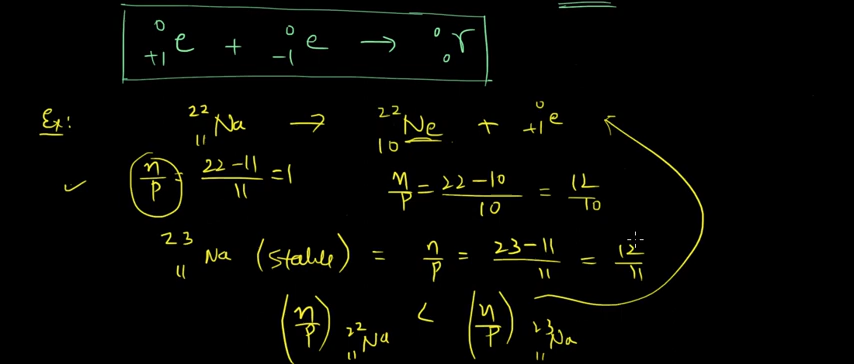 ⁰₊₁e + ⁰₋₁e → ⁰₀γ
Ex: ²²₁₁Na → ²²₁₀Ne + ⁰₊₁e
✓ n/p = 22-11/11 = 1 n/p = 22-10/10 = 12/10
²³₁₁Na (stable) = n/p = 23-11/11 = 12/11
(n/p) ²²₁₁Na < (n/p) ²³₁₁Na